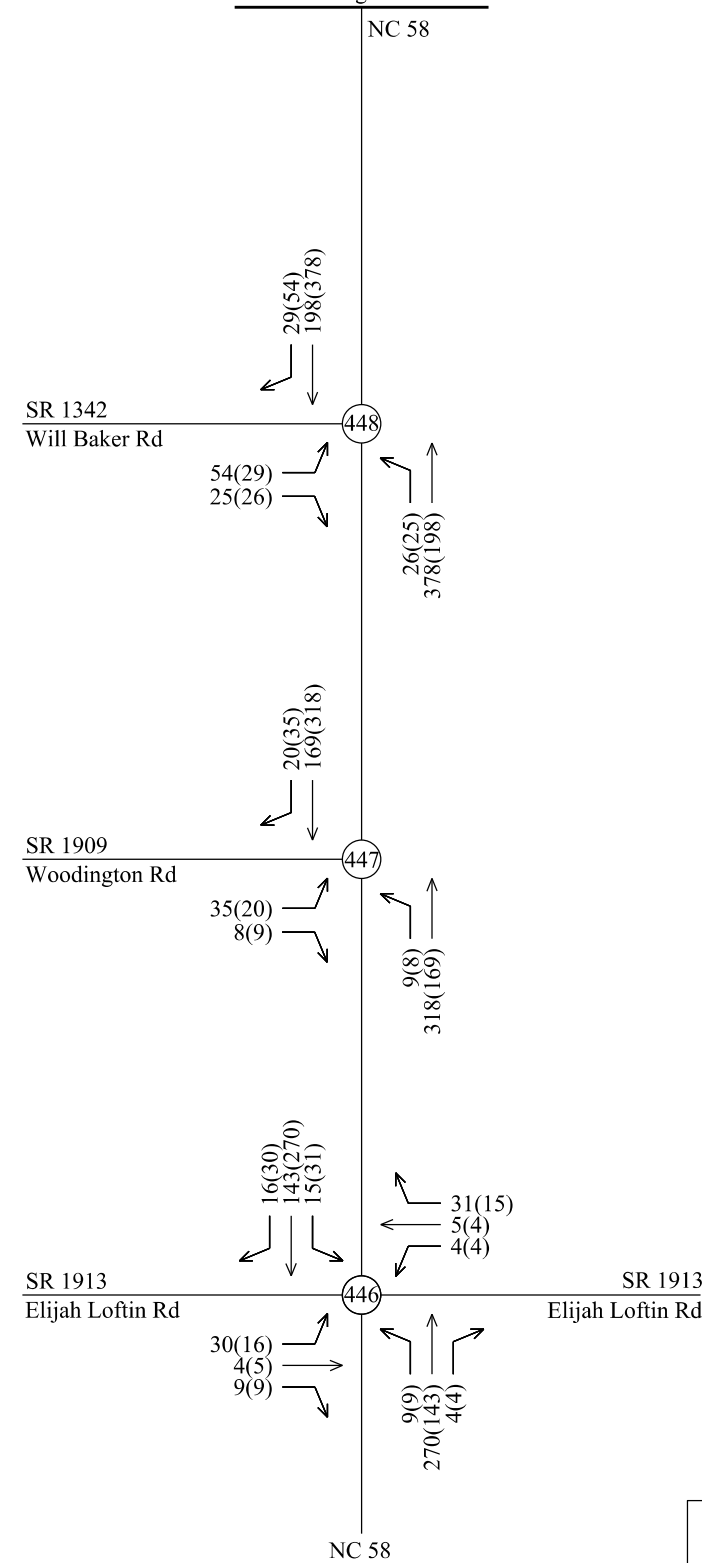 NC 58
29(54)
198(378)
SR 1342
448
Will Baker Rd
54(29)
25(26)
26(25)
378(198)
20(35)
169(318)
SR 1909
447
Woodington Rd
35(20)
8(9)
9(8)
318(169)
16(30)
143(270)
15(31)
31(15)
5(4)
4(4)
SR 1913
446
SR 1913
Elijah Loftin Rd
Elijah Loftin Rd
30(16)
4(5)
9(9)
9(9)
270(143)
4(4)
NC 58